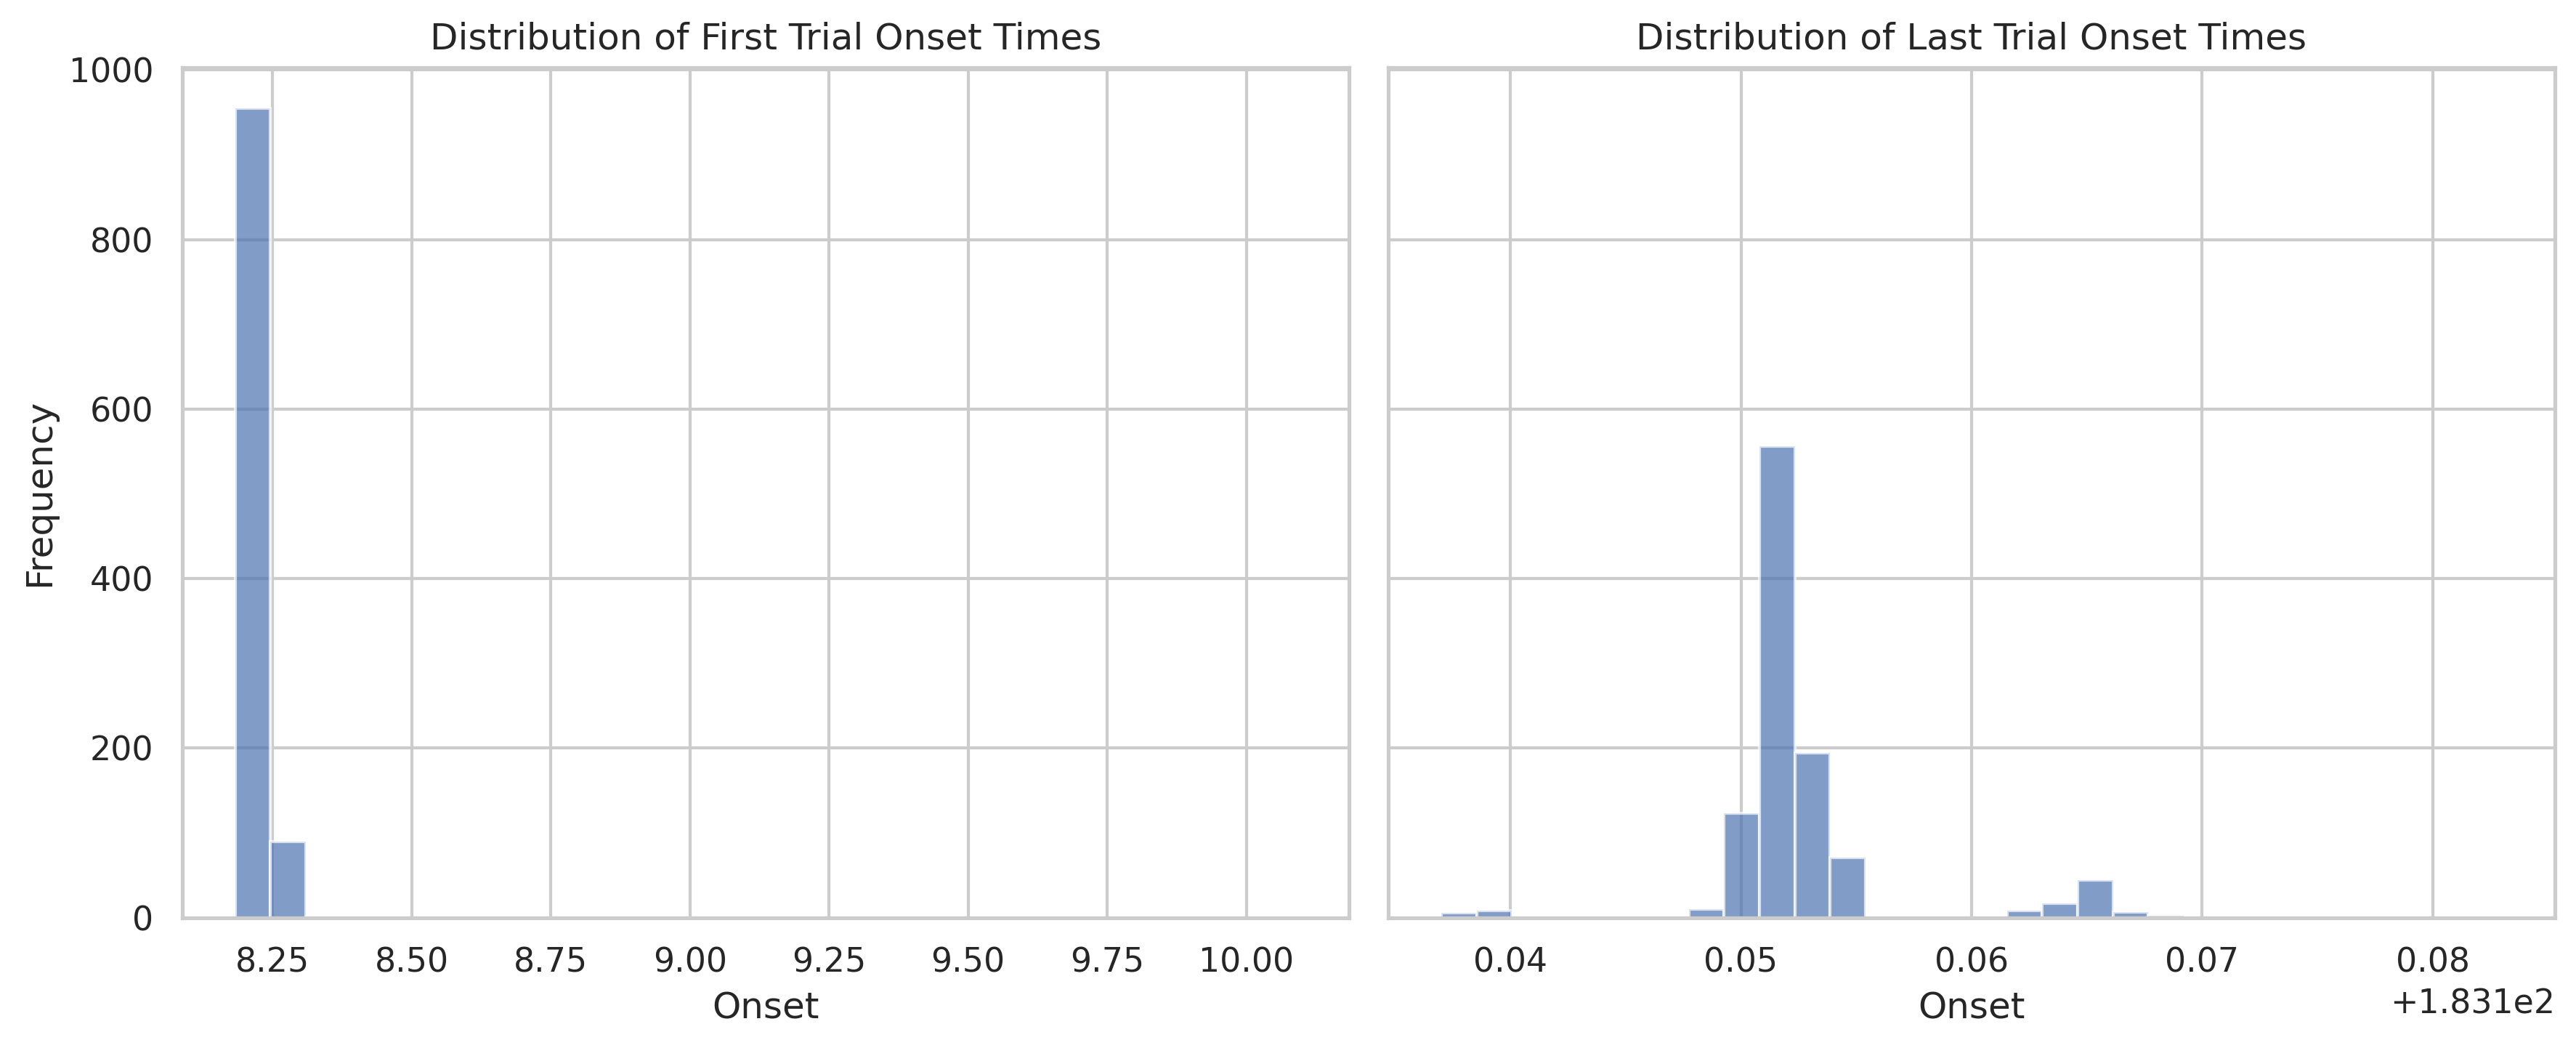 Distribution of First Trial Onset Times
Distribution of Last Trial Onset Times
1000
800
600
400
200
0
Frequency
8.25 8.50 8.75 9.00 9.25 9.50 9.75 10.00
Onset
0.04 0.05 0.06 0.07 0.08
+1.831e2
Onset